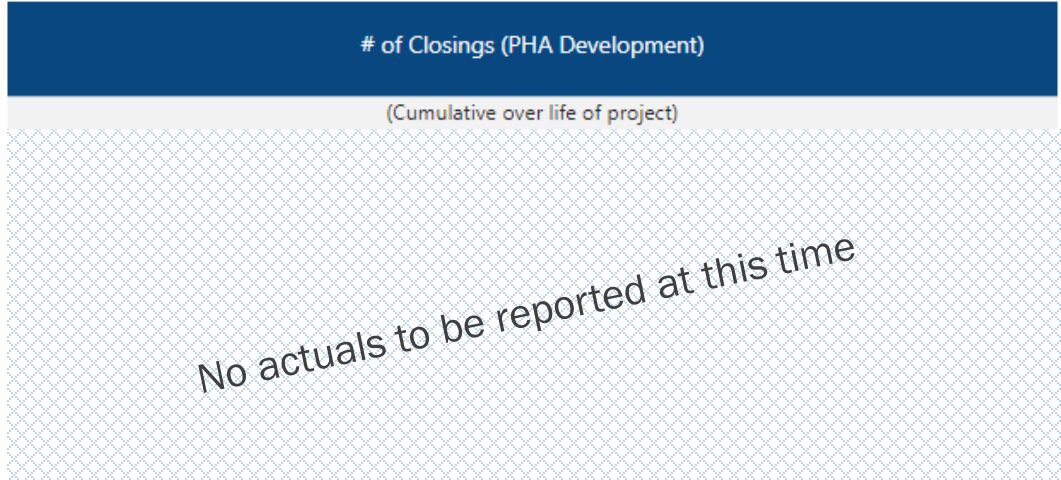 # of Closings (PHA Development)
(Cumulative over life of project)
No actuals to be reported at this time